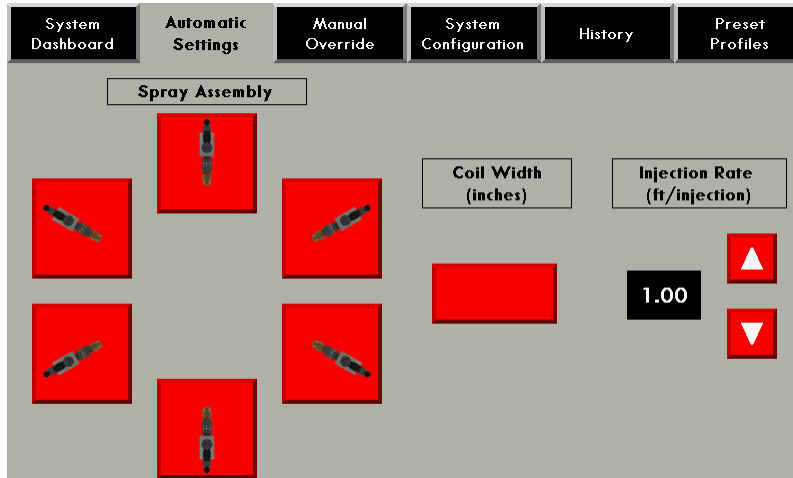 System
Dashboard
Automatic
Settings
Manual
Override
System
Configuration
History
Preset
Profiles
Spray Assembly
Coil Width
(inches)
Injection Rate
(ft/injection)
1.00